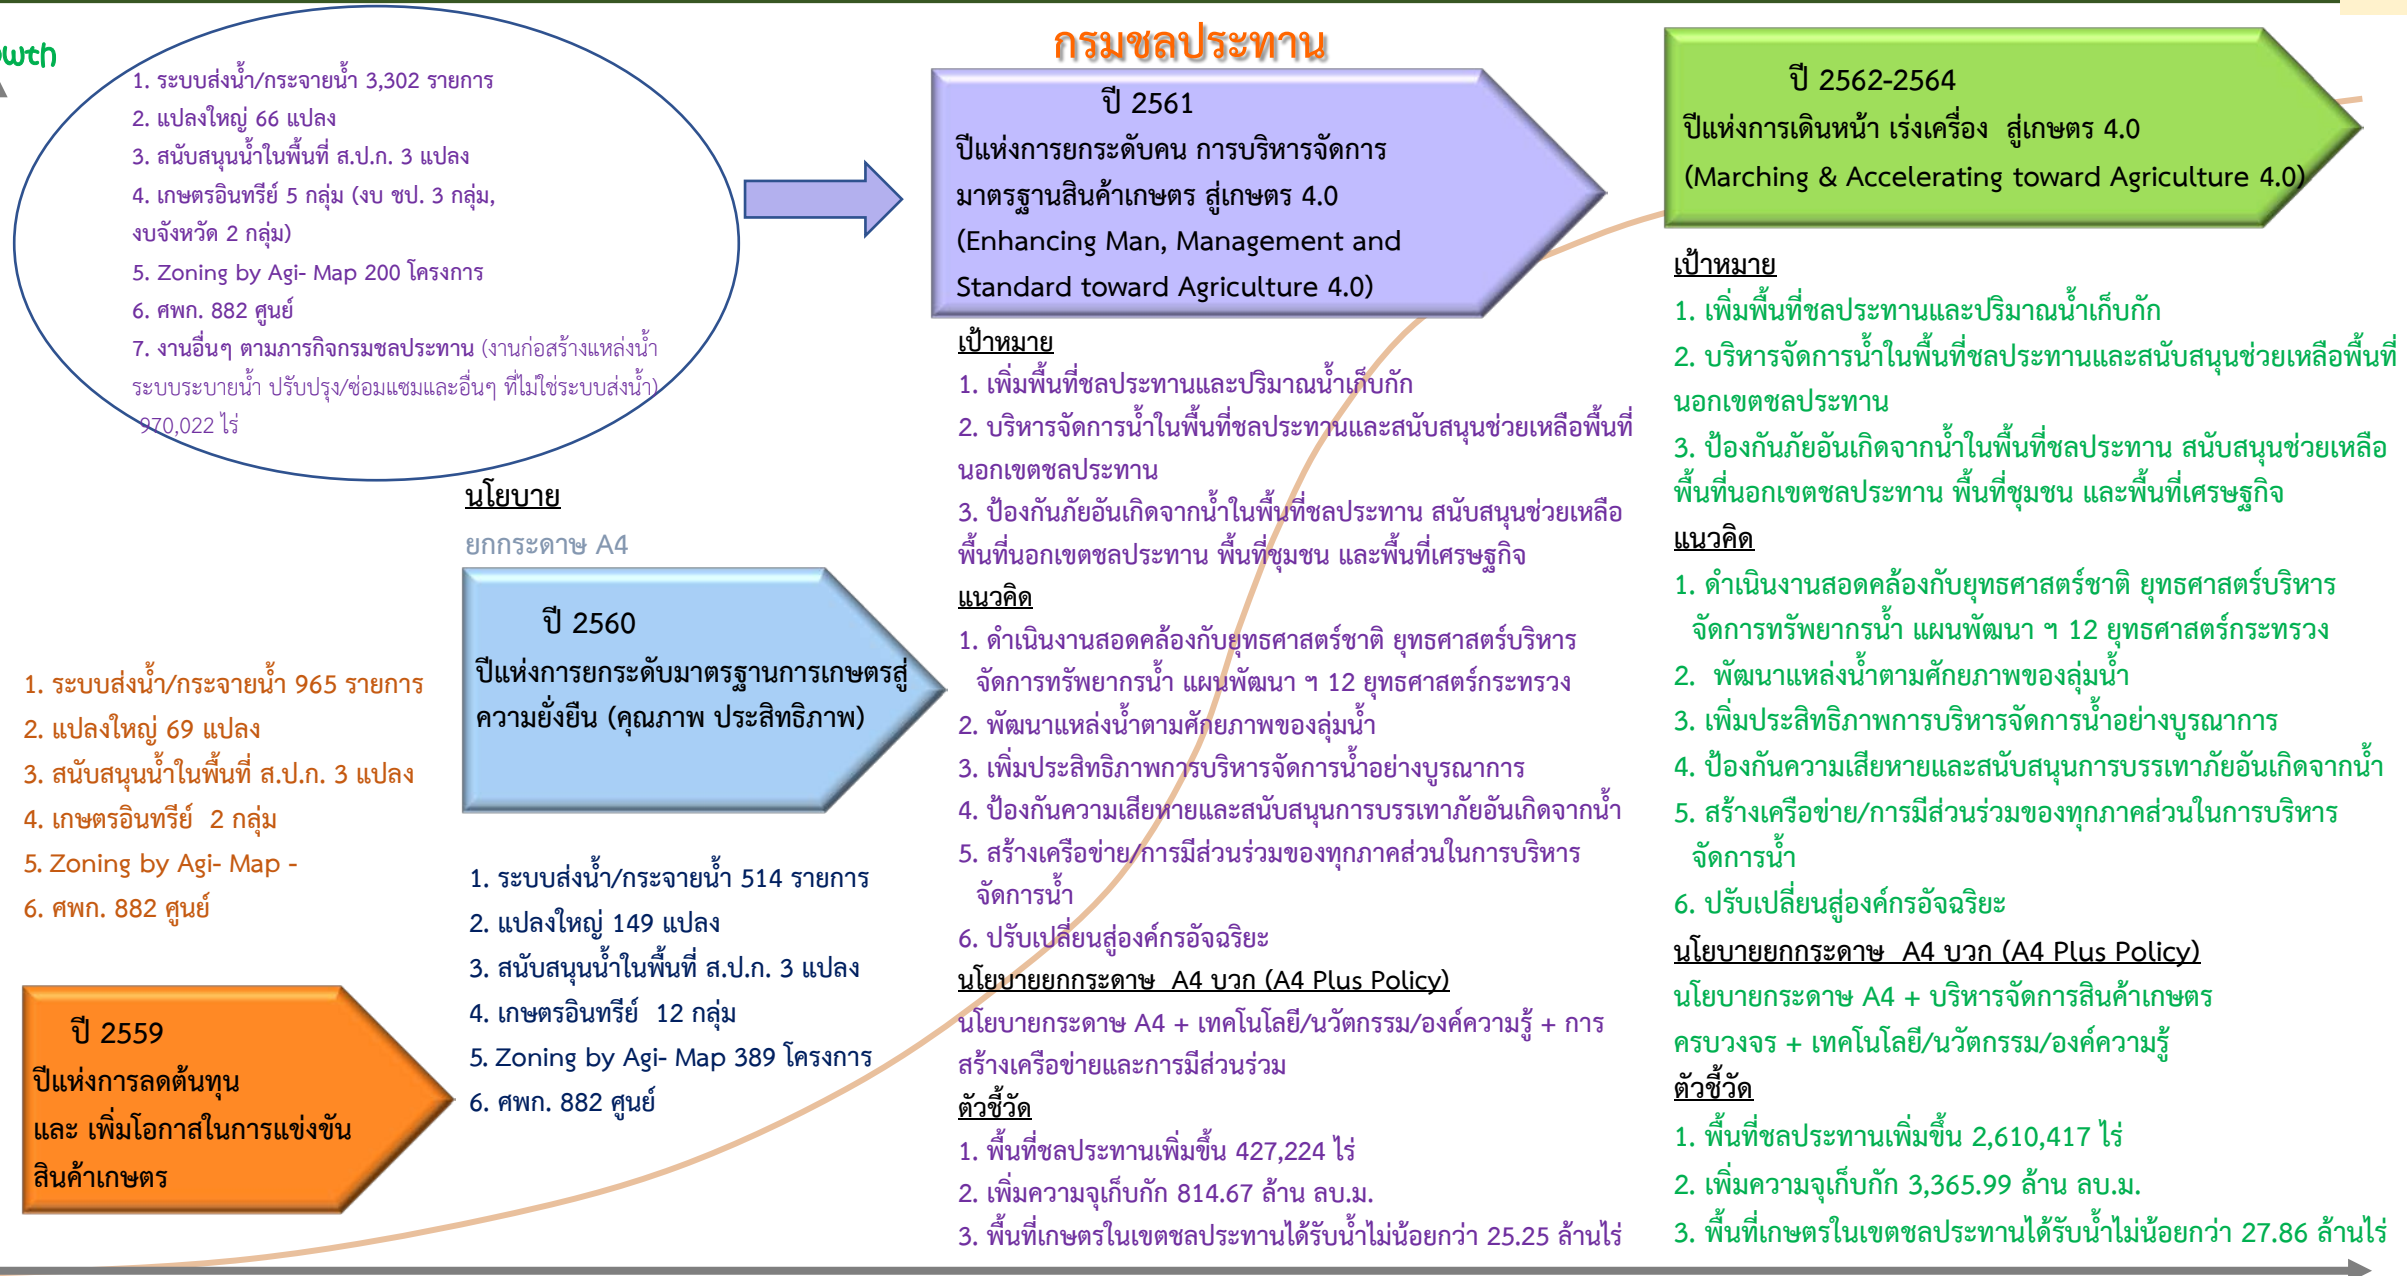 กรมชลประทาน
1. ระบบส่งน้ำ/กระจายน้ำ 3,302 รายการ
2. แปลงใหญ่ 66 แปลง
3. สนับสนุนน้ำในพื้นที่ ส.ป.ก. 3 แปลง
4. เกษตรอินทรีย์ 5 กลุ่ม (งบ ชป. 3 กลุ่ม,
งบจังหวัด 2 กลุ่ม)
5. Zoning by Agi- Map 200 โครงการ
6. ศพก. 882 ศูนย์
7. งานอื่นๆ ตามภารกิจกรมชลประทาน (งานก่อสร้างแหล่งน้ำ
ระบบระบายน้ำ ปรับปรุง/ซ่อมแซมและอื่นๆ ที่ไม่ใช่ระบบส่งน้ำ)
970,022 ไร่
1. ระบบส่งน้ำ/กระจายน้ำ 965 รายการ
2. แปลงใหญ่ 69 แปลง
3. สนับสนุนน้ำในพื้นที่ ส.ป.ก. 3 แปลง
4. เกษตรอินทรีย์ 2 กลุ่ม
5. Zoning by Agi- Map -
6. ศพก. 882 ศูนย์
ปี 2559
ปีแห่งการลดต้นทุน
และ เพิ่มโอกาสในการแข่งขัน
สินค้าเกษตร
นโยบาย
ยกกระดาษ A4
ปี 2560
ปีแห่งการยกระดับมาตรฐานการเกษตรสู่
ความยั่งยืน (คุณภาพ ประสิทธิภาพ)
1. ระบบส่งน้ำ/กระจายน้ำ 514 รายการ
2. แปลงใหญ่ 149 แปลง
3. สนับสนุนน้ำในพื้นที่ ส.ป.ก. 3 แปลง
4. เกษตรอินทรีย์ 12 กลุ่ม
5. Zoning by Agi- Map 389 โครงการ
6. ศพก. 882 ศูนย์
ปี 2561
ปีแห่งการยกระดับคน การบริหารจัดการ
มาตรฐานสินค้าเกษตร สู่เกษตร 4.0
(Enhancing Man, Management and
Standard toward Agriculture 4.0)
เป้าหมาย
1. เพิ่มพื้นที่ชลประทานและปริมาณน้ำเก็บกัก
2. บริหารจัดการน้ำในพื้นที่ชลประทานและสนับสนุนช่วยเหลือพื้นที่
นอกเขตชลประทาน
3. ป้องกันภัยอันเกิดจากน้ำในพื้นที่ชลประทาน สนับสนุนช่วยเหลือ
พื้นที่นอกเขตชลประทาน พื้นที่ชุมชน และพื้นที่เศรษฐกิจ
แนวคิด
1. ดำเนินงานสอดคล้องกับยุทธศาสตร์ชาติ ยุทธศาสตร์บริหาร
จัดการทรัพยากรน้ำ แผนพัฒนา ฯ 12 ยุทธศาสตร์กระทรวง
2. พัฒนาแหล่งน้ำตามศักยภาพของลุ่มน้ำ
3. เพิ่มประสิทธิภาพการบริหารจัดการน้ำอย่างบูรณาการ
4. ป้องกันความเสียหายและสนับสนุนการบรรเทาภัยอันเกิดจากน้ำ
5. สร้างเครือข่าย/การมีส่วนร่วมของทุกภาคส่วนในการบริหาร
จัดการน้ำ
6. ปรับเปลี่ยนสู่องค์กรอัจฉริยะ
นโยบายยกกระดาษ A4 บวก (A4 Plus Policy)
นโยบายกระดาษ A4 + เทคโนโลยี/นวัตกรรม/องค์ความรู้ + การ
สร้างเครือข่ายและการมีส่วนร่วม
ตัวชี้วัด
1. พื้นที่ชลประทานเพิ่มขึ้น 427,224 ไร่
2. เพิ่มความจุเก็บกัก 814.67 ล้าน ลบ.ม.
3. พื้นที่เกษตรในเขตชลประทานได้รับน้ำไม่น้อยกว่า 25.25 ล้านไร่
ปี 2562-2564
ปีแห่งการเดินหน้า เร่งเครื่อง สู่เกษตร 4.0
(Marching & Accelerating toward Agriculture 4.0)
เป้าหมาย
1. เพิ่มพื้นที่ชลประทานและปริมาณน้ำเก็บกัก
2. บริหารจัดการน้ำในพื้นที่ชลประทานและสนับสนุนช่วยเหลือพื้นที่
นอกเขตชลประทาน
3. ป้องกันภัยอันเกิดจากน้ำในพื้นที่ชลประทาน สนับสนุนช่วยเหลือ
พื้นที่นอกเขตชลประทาน พื้นที่ชุมชน และพื้นที่เศรษฐกิจ
แนวคิด
1. ดำเนินงานสอดคล้องกับยุทธศาสตร์ชาติ ยุทธศาสตร์บริหาร
จัดการทรัพยากรน้ำ แผนพัฒนา ฯ 12 ยุทธศาสตร์กระทรวง
2. พัฒนาแหล่งน้ำตามศักยภาพของลุ่มน้ำ
3. เพิ่มประสิทธิภาพการบริหารจัดการน้ำอย่างบูรณาการ
4. ป้องกันความเสียหายและสนับสนุนการบรรเทาภัยอันเกิดจากน้ำ
5. สร้างเครือข่าย/การมีส่วนร่วมของทุกภาคส่วนในการบริหาร
จัดการน้ำ
6. ปรับเปลี่ยนสู่องค์กรอัจฉริยะ
นโยบายยกกระดาษ A4 บวก (A4 Plus Policy)
นโยบายกระดาษ A4 + บริหารจัดการสินค้าเกษตร
ครบวงจร + เทคโนโลยี/นวัตกรรม/องค์ความรู้
ตัวชี้วัด
1. พื้นที่ชลประทานเพิ่มขึ้น 2,610,417 ไร่
2. เพิ่มความจุเก็บกัก 3,365.99 ล้าน ลบ.ม.
3. พื้นที่เกษตรในเขตชลประทานได้รับน้ำไม่น้อยกว่า 27.86 ล้านไร่